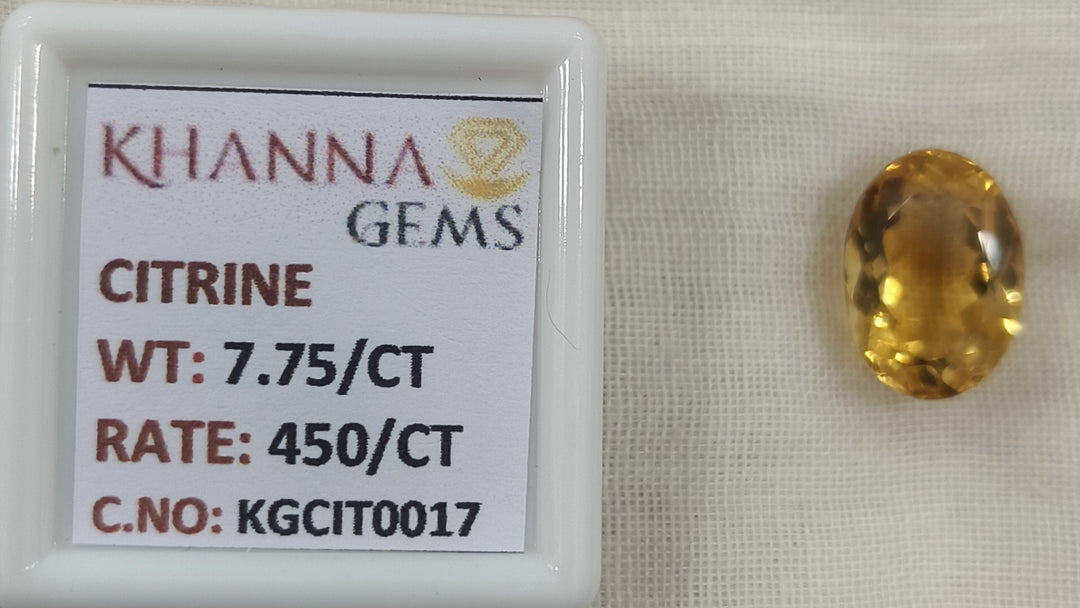 KHANNA
GEMS
CITRINE
WT: 7.75/CT
RATE: 450/CT
C.NO: KGCIT0017